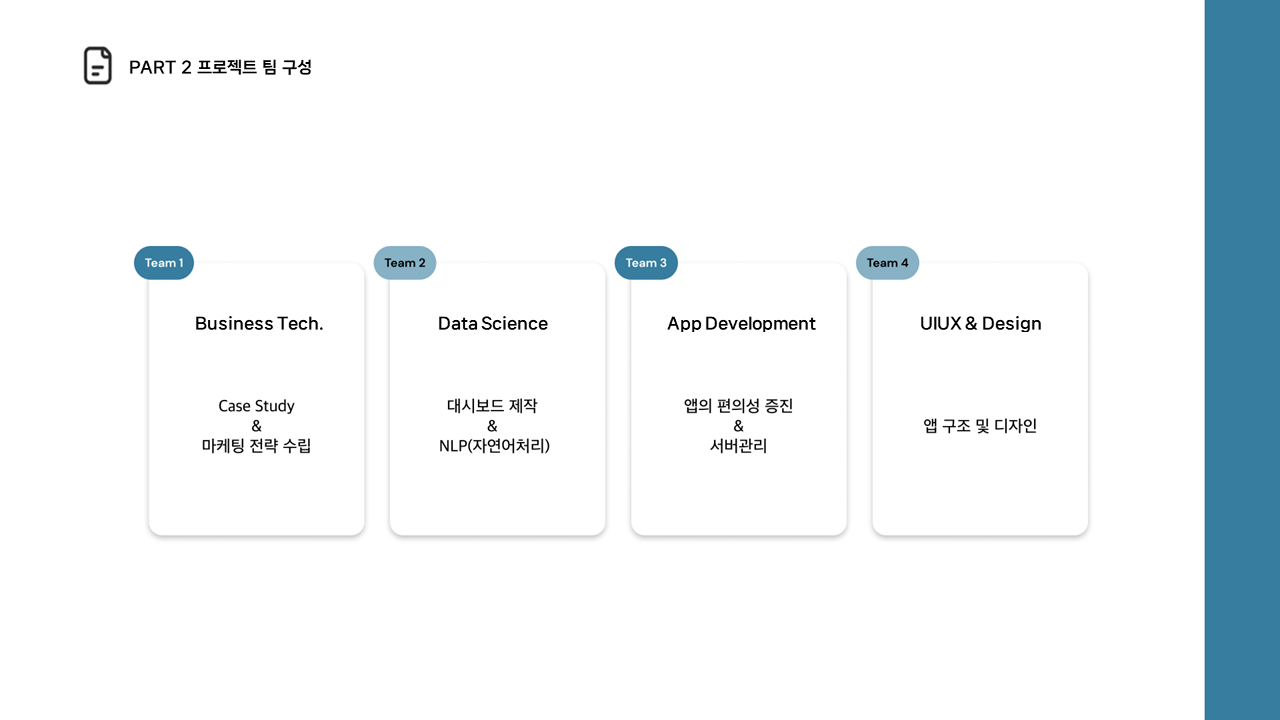 PART 2 프로젝트 팀 구성
Team 1
Business Tech.
Case Study
&
마케팅 전략 수립
Team 2
Data Science
대시보드 제작
&
NLP(자연어처리)
Team 3
App Development
앱의 편의성 증진
&
서버관리
Team 4
UIUX & Design
앱 구조 및 디자인